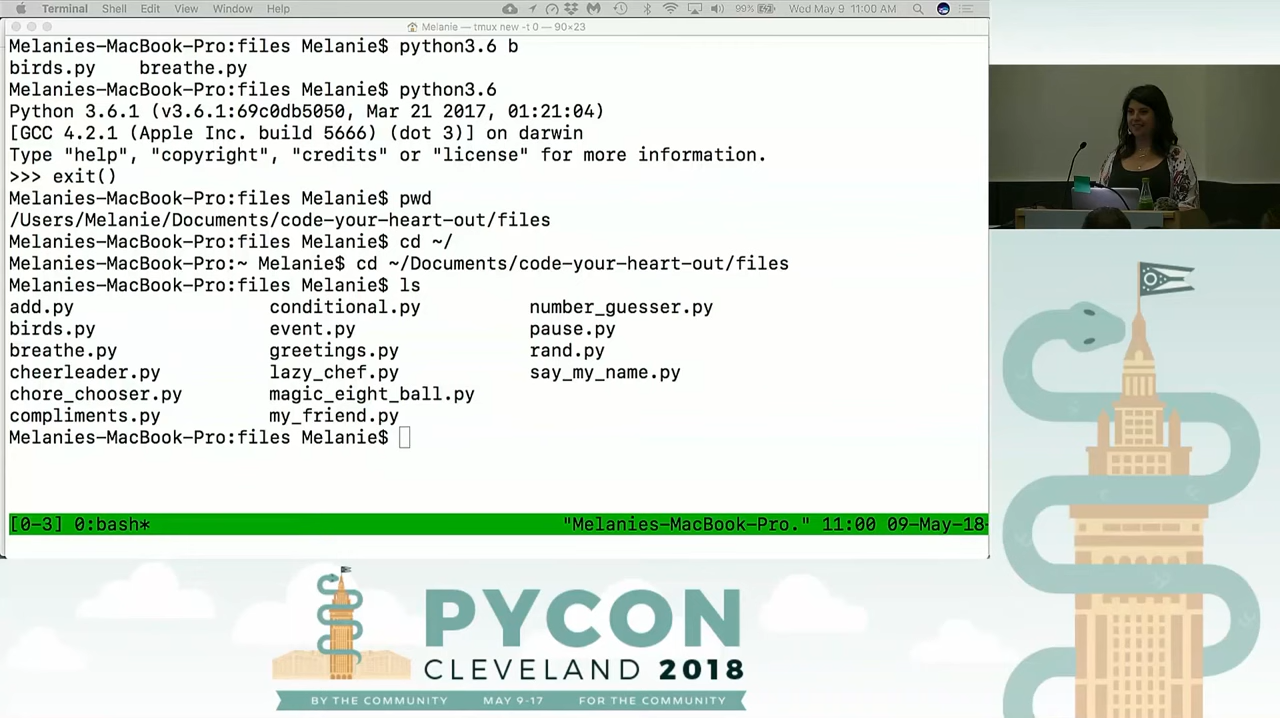 Terminal Shell Edit View Window Help 99% Wed May 9 11:00 AM
Melanie — tmux new -t 0 — 90×23
Melanies-MacBook-Pro:files Melanie$ python3.6 b
birds.py breathe.py
Melanies-MacBook-Pro:files Melanie$ python3.6
Python 3.6.1 (v3.6.1:69c0db5050, Mar 21 2017, 01:21:04)
[GCC 4.2.1 (Apple Inc. build 5666) (dot 3)] on darwin
Type "help", "copyright", "credits" or "license" for more information.
>>> exit()
Melanies-MacBook-Pro:files Melanie$ pwd
/Users/Melanie/Documents/code-your-heart-out/files
Melanies-MacBook-Pro:files Melanie$ cd ~/
Melanies-MacBook-Pro:~ Melanie$ cd ~/Documents/code-your-heart-out/files
Melanies-MacBook-Pro:files Melanie$ ls
add.py conditional.py number_guesser.py
birds.py event.py pause.py
breathe.py greetings.py rand.py
cheerleader.py lazy_chef.py say_my_name.py
chore_chooser.py magic_eight_ball.py
compliments.py my_friend.py
Melanies-MacBook-Pro:files Melanie$
[0-3] 0:bash* "Melanies-MacBook-Pro." 11:00 09-May-18
PYCON
CLEVELAND 2018
BY THE COMMUNITY MAY 9-17 FOR THE COMMUNITY